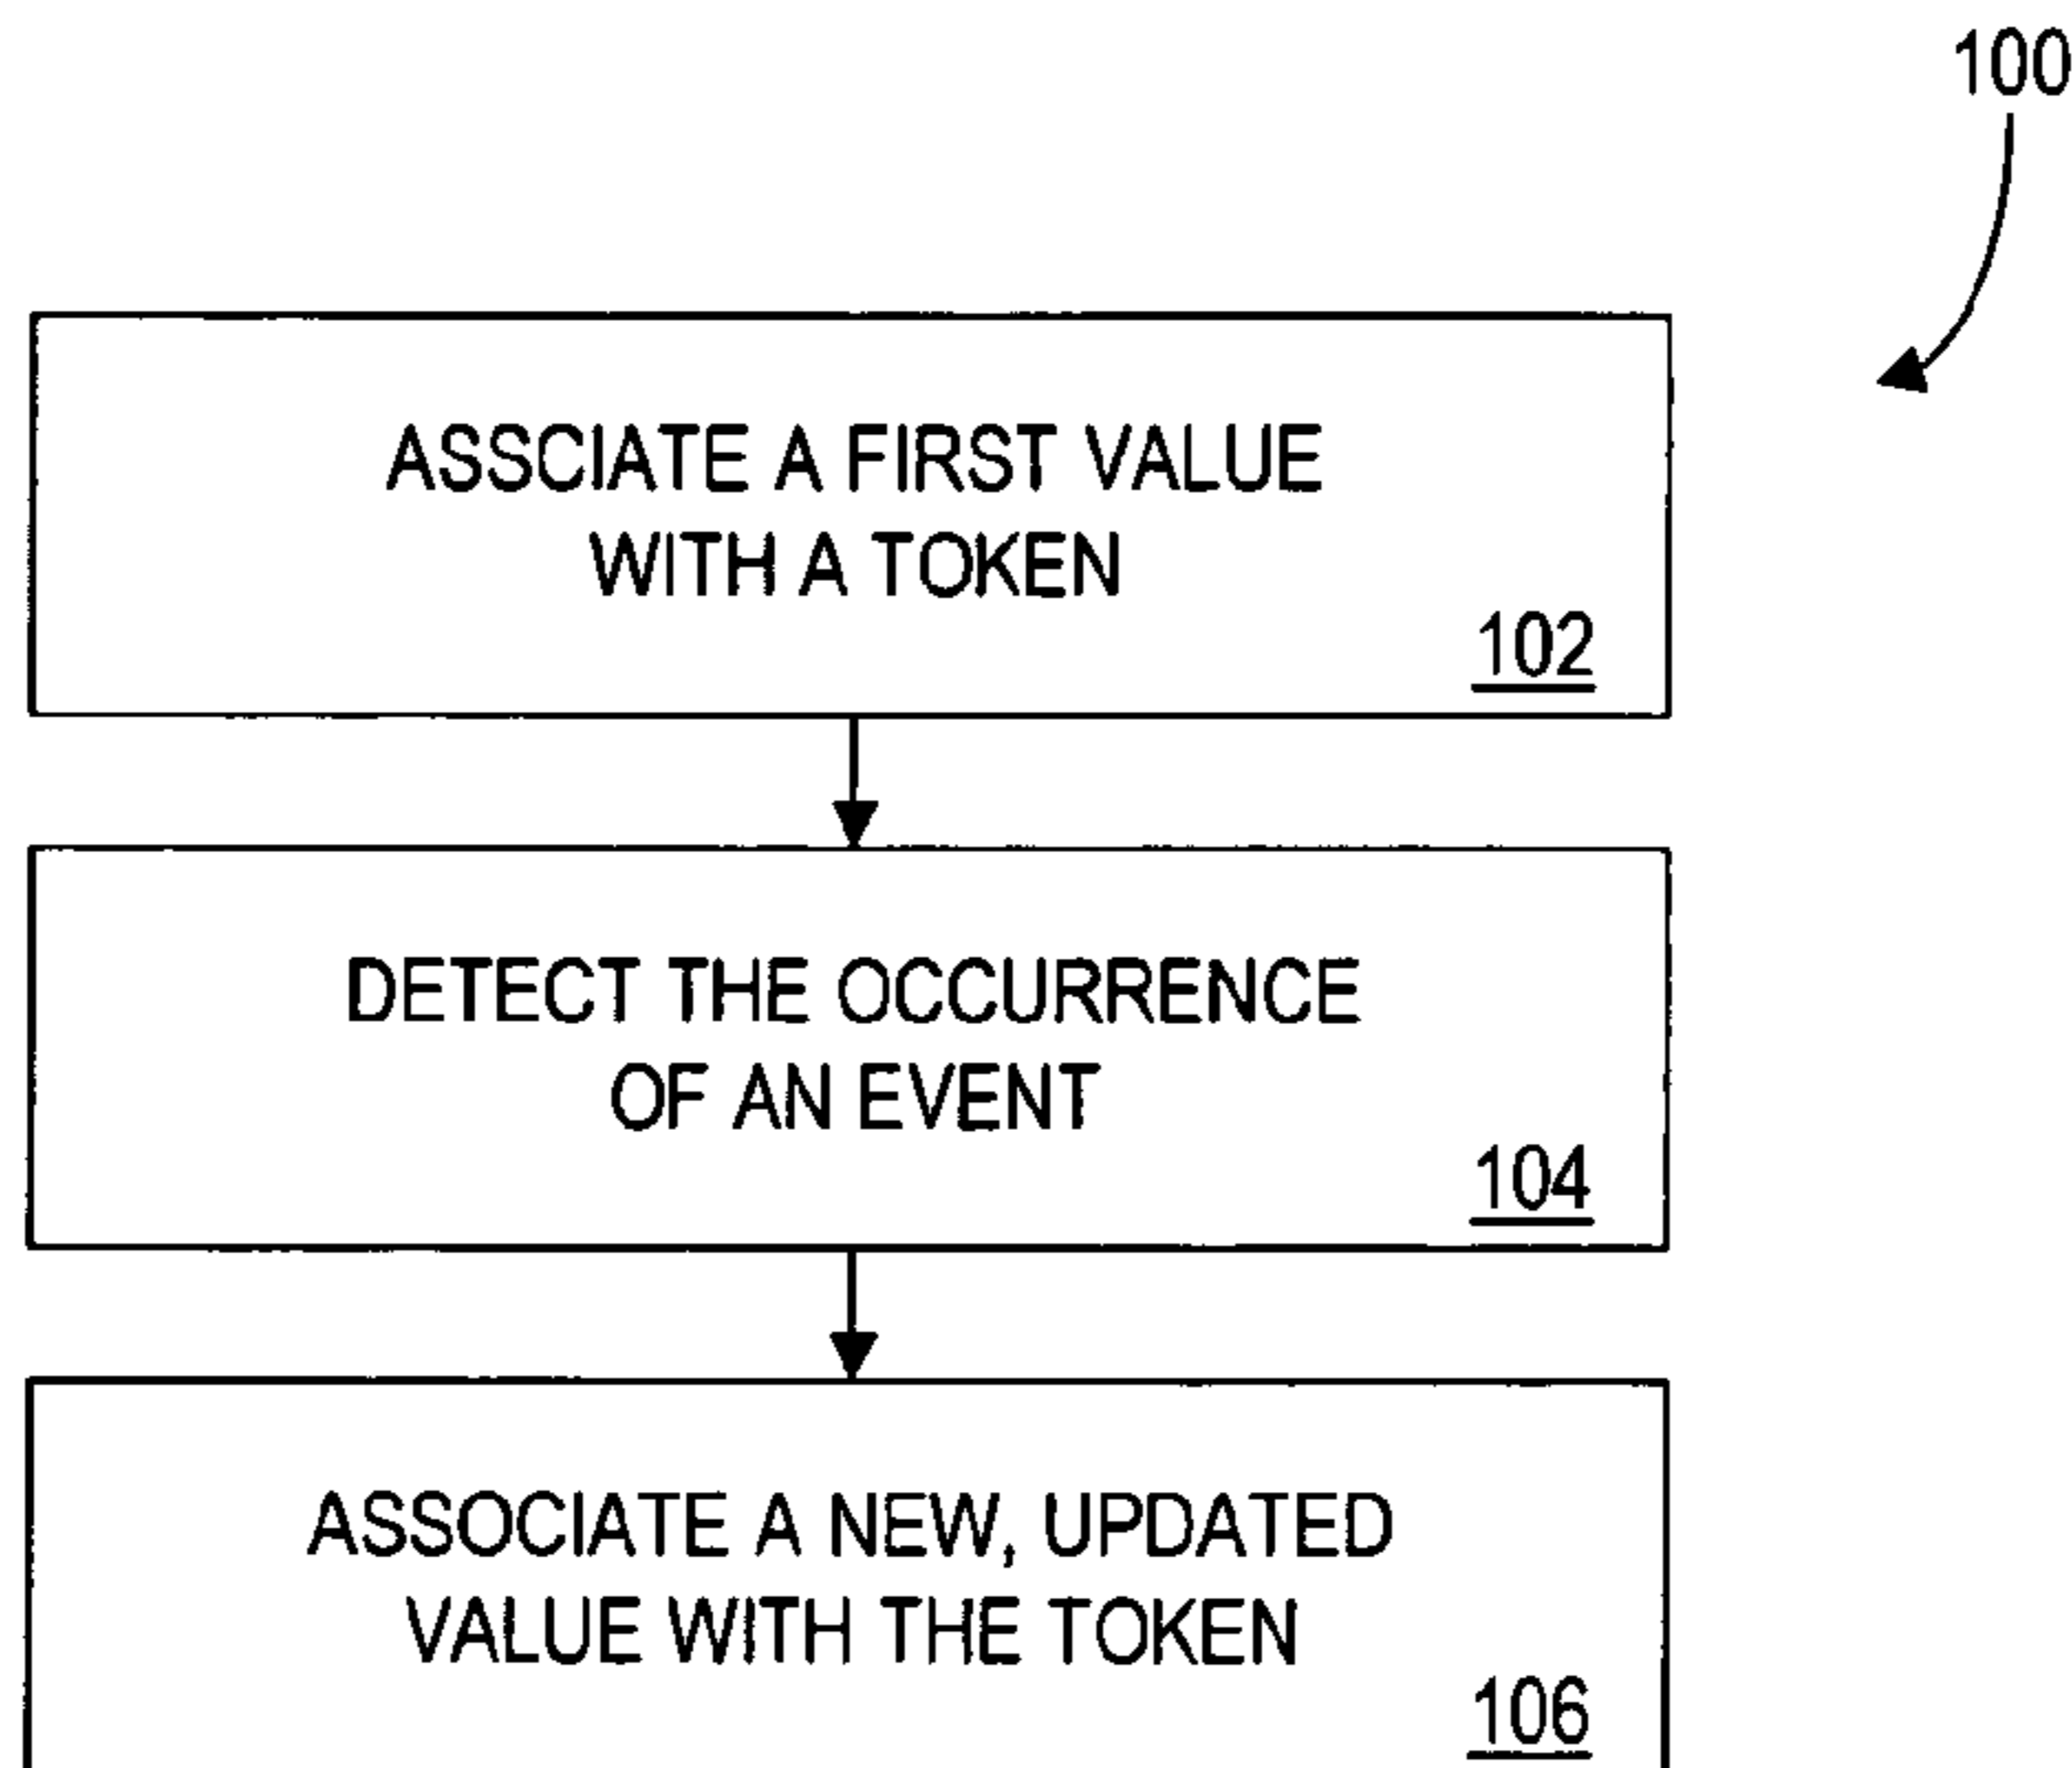 100
ASSCIATE A FIRST VALUE
WITH A TOKEN
102
DETECT THE OCCURRENCE
OF AN EVENT
104
ASSOCIATE A NEW, UPDATED
VALUE WITH THE TOKEN
106